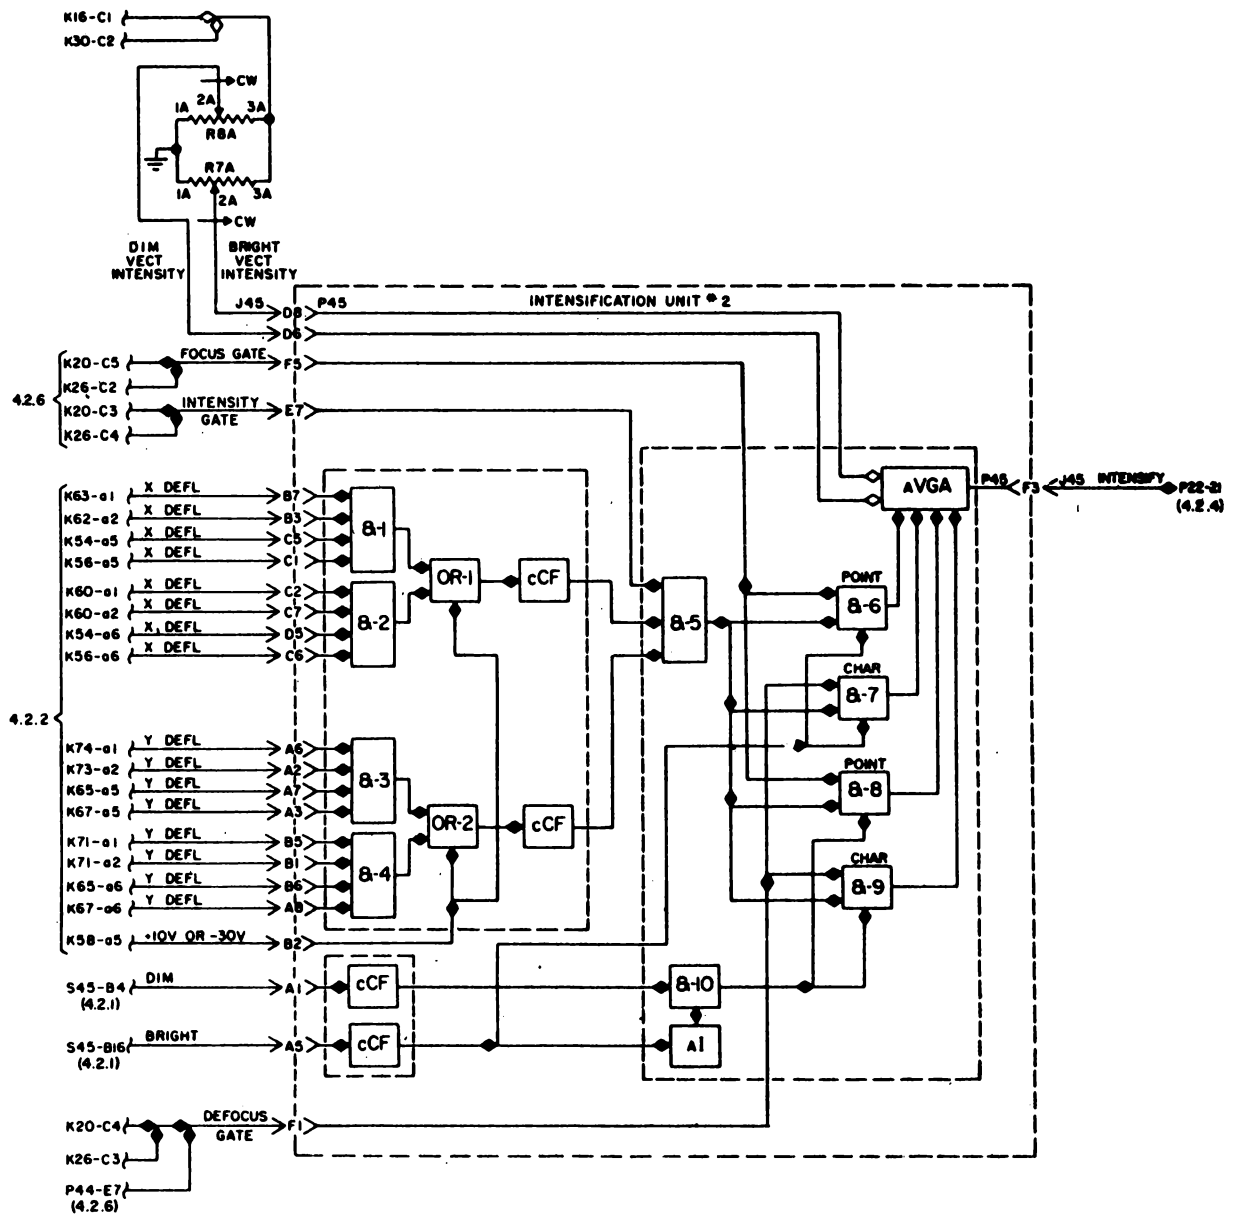 K16-C1
K30-C2
CW
1A 2A 3A
R8A
R7A
1A 2A 3A
CW
DIM
VECT
INTENSITY
BRIGHT
VECT
INTENSITY
J45 D8 P45
INTENSIFICATION UNIT #2
D6
4.2.6
K20-C5 FOCUS GATE F5
K26-C2
K20-C3 INTENSITY E7
GATE
K26-C4
4.2.2
K63-a1 X DEFL B7
K62-a2 X DEFL B3
K54-a5 X DEFL C5
K56-a5 X DEFL C1
K60-a1 X DEFL C2
K60-a2 X DEFL C7
K54-a6 X DEFL D5
K56-a6 X DEFL C6
&-1
&-2
OR-1
cCF
K74-a1 Y DEFL A6
K73-a2 Y DEFL A2
K65-a5 Y DEFL A7
K67-a5 Y DEFL A3
K71-a1 Y DEFL B5
K71-a2 Y DEFL B1
K65-a6 Y DEFL B6
K67-a6 Y DEFL A8
&-3
&-4
OR-2
cCF
K58-a5 +10V OR -30V B2
S45-B4 DIM A1
(4.2.1)
cCF
S45-B16 BRIGHT A5
(4.2.1)
cCF
&-5
AVGA
P45 F3 J45 INTENSIFY P22-21
(4.2.4)
POINT
&-6
CHAR
&-7
POINT
&-8
CHAR
&-9
&-10
AI
K20-C4 DEFOCUS F1
GATE
K26-C3
P44-E7
(4.2.6)